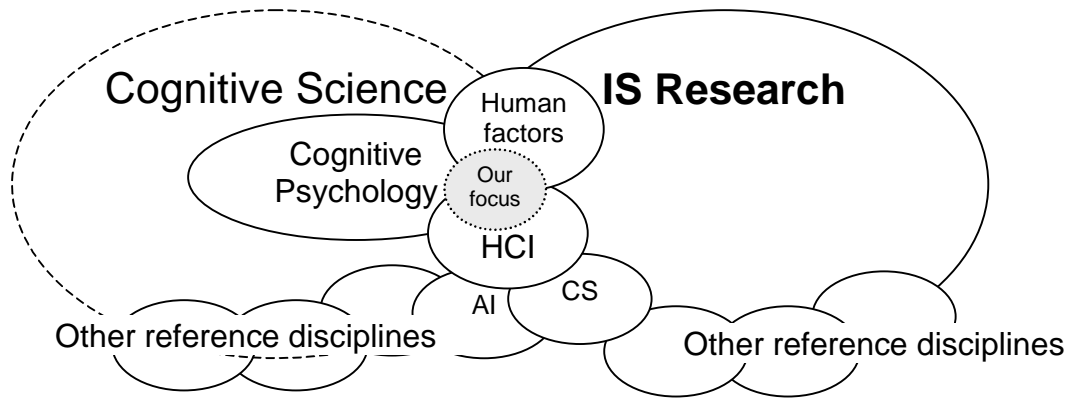 Cognitive Science
IS Research
Human
factors
Cognitive
Psychology
Our
focus
HCI
AI
CS
Other reference disciplines
Other reference disciplines